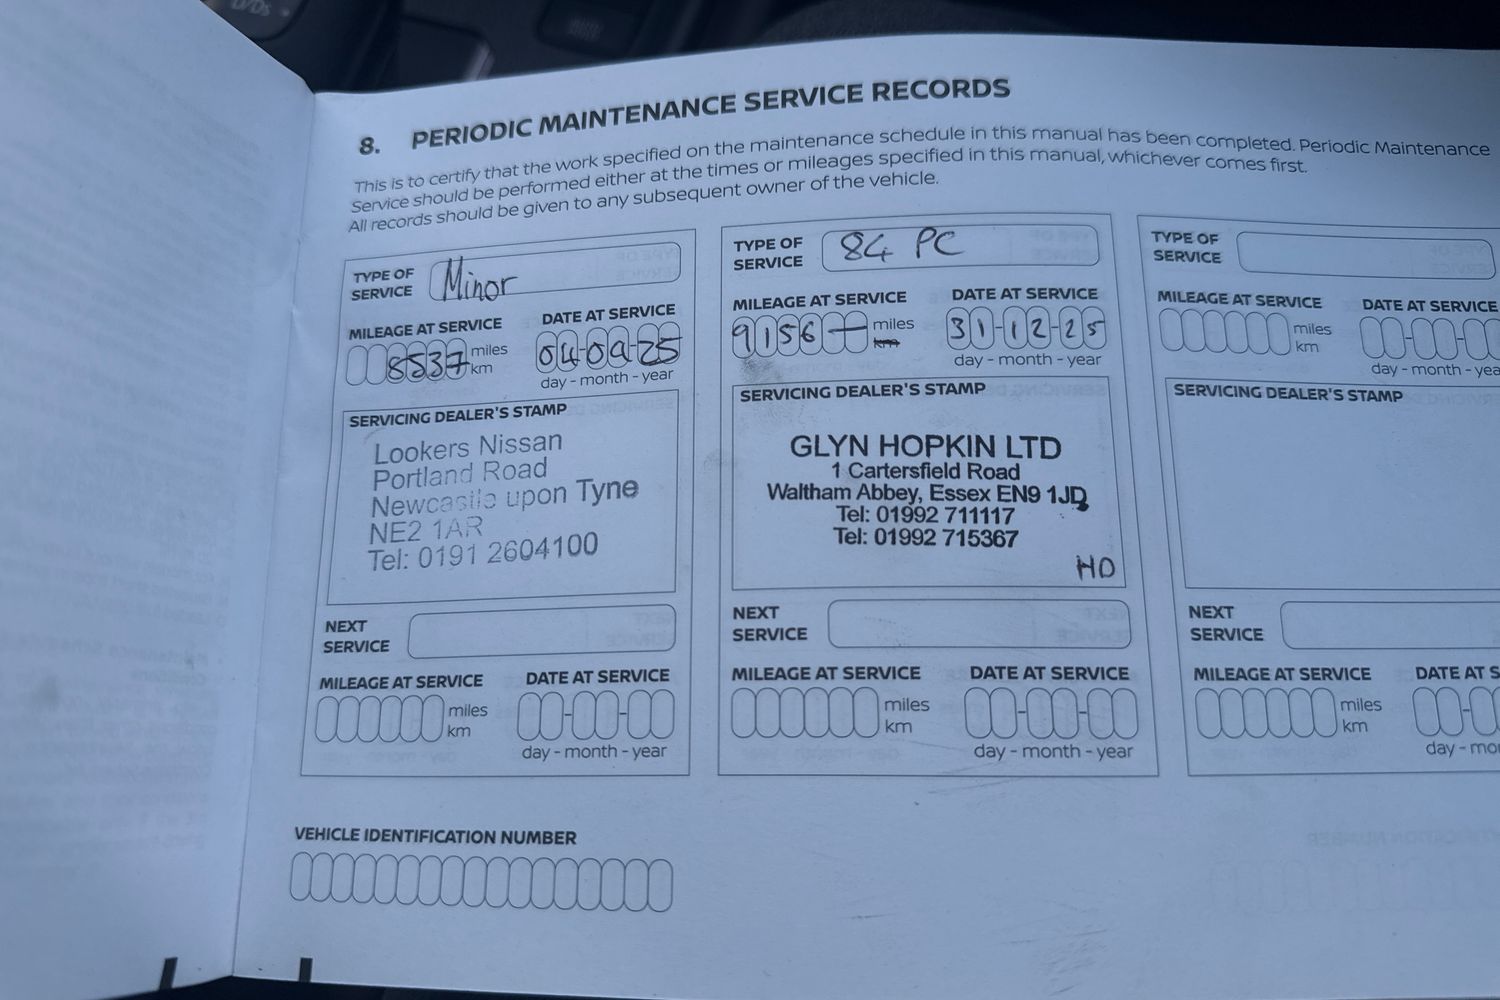 8. PERIODIC MAINTENANCE SERVICE RECORDS
This is to certify that the work specified on the maintenance schedule in this manual has been completed. Periodic Maintenance
Service should be performed either at the times or mileages specified in this manual, whichever comes first.
All records should be given to any subsequent owner of the vehicle.
TYPE OF
SERVICE
Minor
MILEAGE AT SERVICE
8537
miles
km
DATE AT SERVICE
04-09-25
day - month - year
SERVICING DEALER'S STAMP
Lookers Nissan
Portland Road
Newcastle upon Tyne
NE2 1AR
Tel: 0191 2604100
NEXT
SERVICE
MILEAGE AT SERVICE
miles
km
DATE AT SERVICE
day - month - year
TYPE OF
SERVICE
84 PC
MILEAGE AT SERVICE
9156 —
miles
km
DATE AT SERVICE
31-12-25
day - month - year
SERVICING DEALER'S STAMP
GLYN HOPKIN LTD
1 Cartersfield Road
Waltham Abbey, Essex EN9 1JD
Tel: 01992 711117
Tel: 01992 715367
HO
NEXT
SERVICE
MILEAGE AT SERVICE
miles
km
DATE AT SERVICE
day - month - year
TYPE OF
SERVICE
MILEAGE AT SERVICE
miles
km
DATE AT SERVICE
day - month - yea
SERVICING DEALER'S STAMP
NEXT
SERVICE
MILEAGE AT SERVICE
miles
km
DATE AT S
day - mo
VEHICLE IDENTIFICATION NUMBER